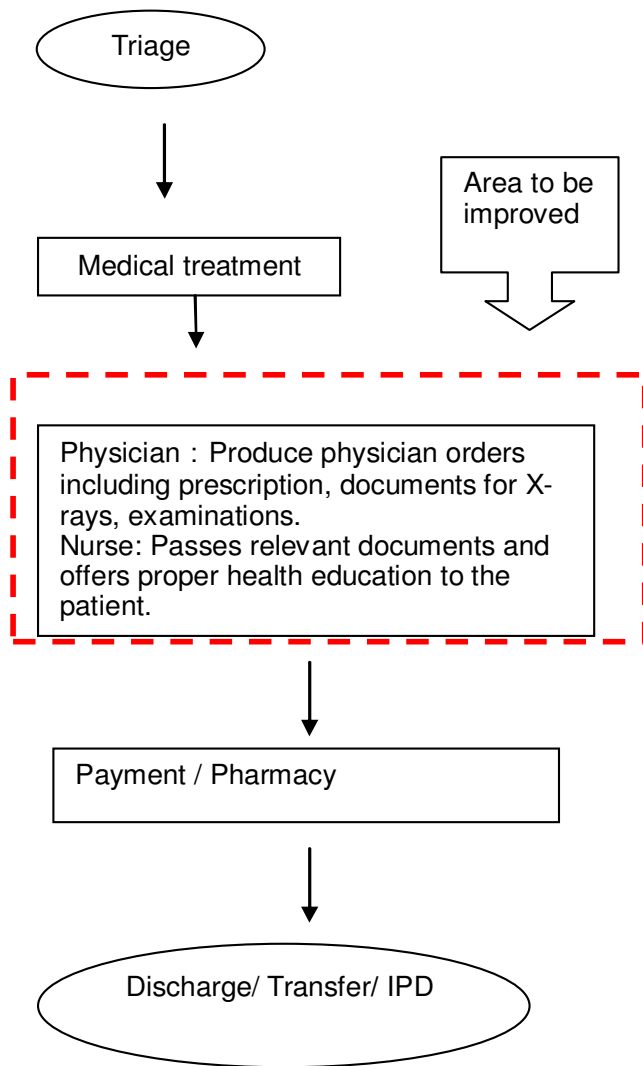 Triage
Area to be
improved
Medical treatment
Physician：Produce physician orders
including prescription, documents for X-
rays, examinations.
Nurse: Passes relevant documents and
offers proper health education to the
patient.
Payment / Pharmacy
Discharge/ Transfer/ IPD